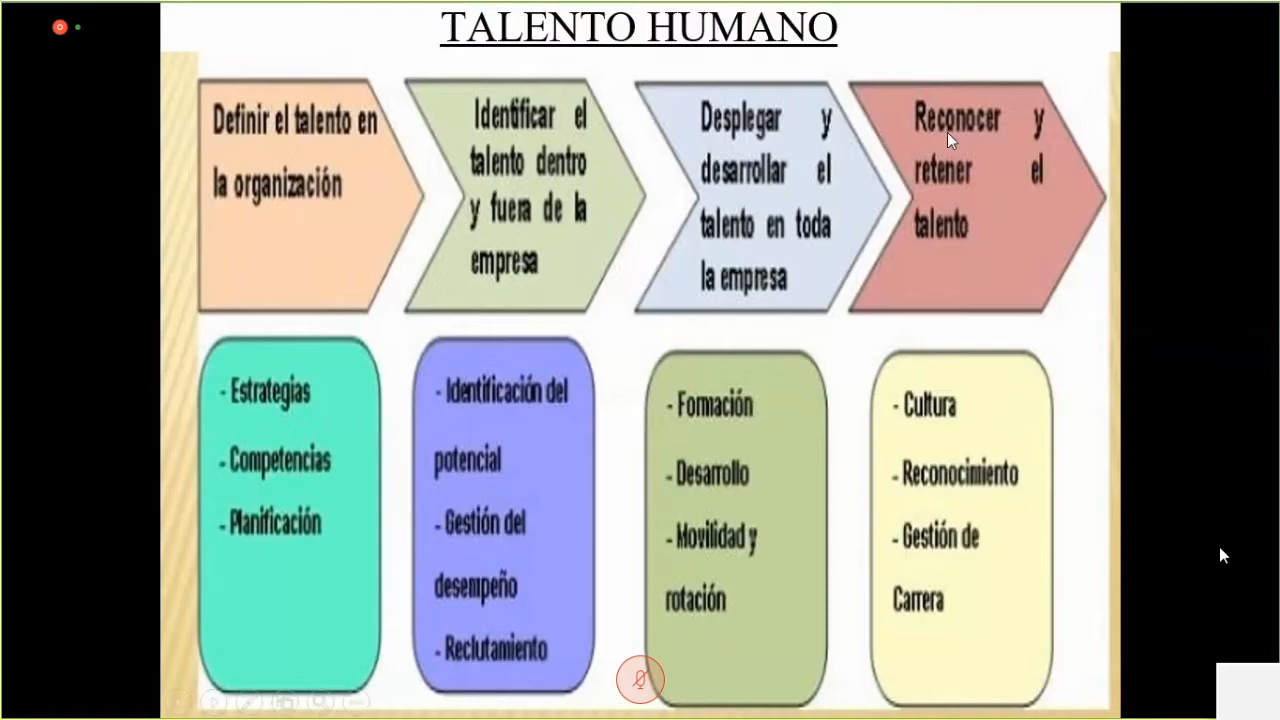 TALENTO HUMANO
Definir el talento en
la organización
Identificar el
talento dentro
y fuera de la
empresa
Desplegar y
desarrollar el
talento en toda
la empresa
Reconocer y
retener el
talento
- Estrategias
- Competencias
- Planificación
- Identificación del
potencial
- Gestión del
desempeño
- Reclutamiento
- Formación
- Desarrollo
- Movilidad y
rotación
- Cultura
- Reconocimiento
- Gestión de
Carrera